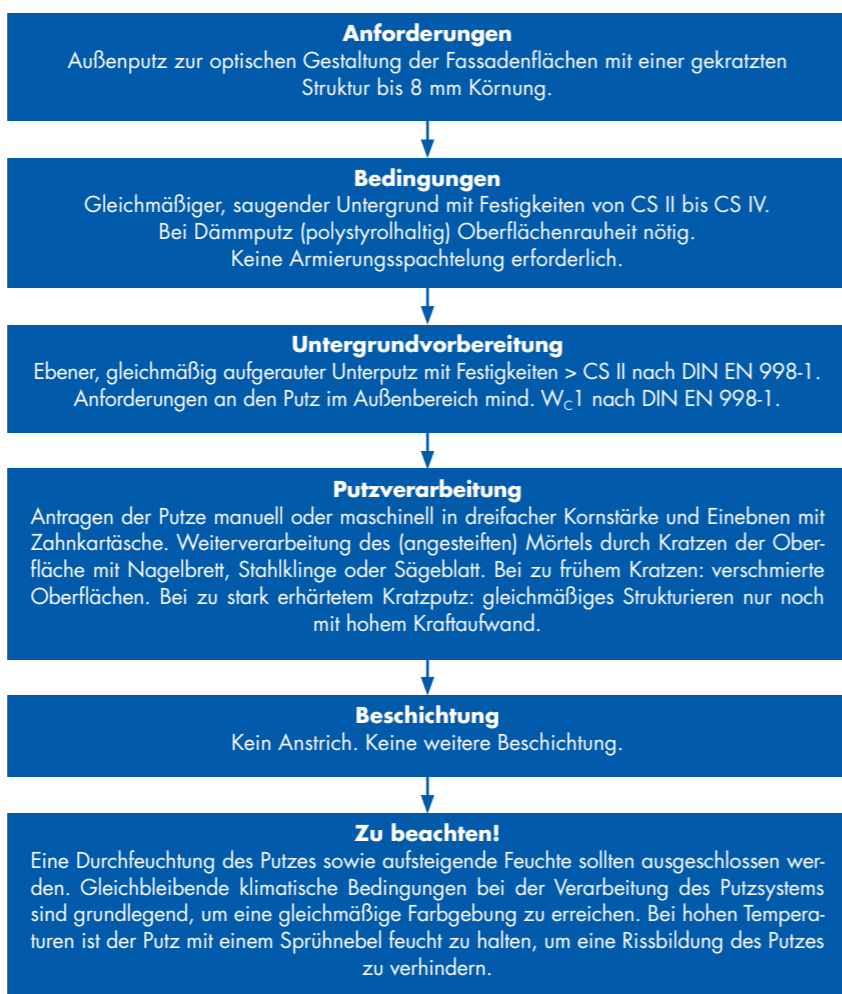 Anforderungen
Außenputz zur optischen Gestaltung der Fassadenflächen mit einer gekratzten
Struktur bis 8 mm Körnung.
Bedingungen
Gleichmäßiger, saugender Untergrund mit Festigkeiten von CS II bis CS IV.
Bei Dämmputz (polystyrolhaltig) Oberflächenrauheit nötig.
Keine Armierungsspachtelung erforderlich.
Untergrundvorbereitung
Ebener, gleichmäßig aufgerauter Unterputz mit Festigkeiten > CS II nach DIN EN 998-1.
Anforderungen an den Putz im Außenbereich mind. W꜀1 nach DIN EN 998-1.
Putzverarbeitung
Antragen der Putze manuell oder maschinell in dreifacher Kornstärke und Einebnen mit
Zahnkartäsche. Weiterverarbeitung des (angesteiften) Mörtels durch Kratzen der Ober-
fläche mit Nagelbrett, Stahlklinge oder Sägeblatt. Bei zu frühem Kratzen: verschmierte
Oberflächen. Bei zu stark erhärtetem Kratzputz: gleichmäßiges Strukturieren nur noch
mit hohem Kraftaufwand.
Beschichtung
Kein Anstrich. Keine weitere Beschichtung.
Zu beachten!
Eine Durchfeuchtung des Putzes sowie aufsteigende Feuchte sollten ausgeschlossen wer-
den. Gleichbleibende klimatische Bedingungen bei der Verarbeitung des Putzsystems
sind grundlegend, um eine gleichmäßige Farbgebung zu erreichen. Bei hohen Tempera-
turen ist der Putz mit einem Sprühnebel feucht zu halten, um eine Rissbildung des Putzes
zu verhindern.